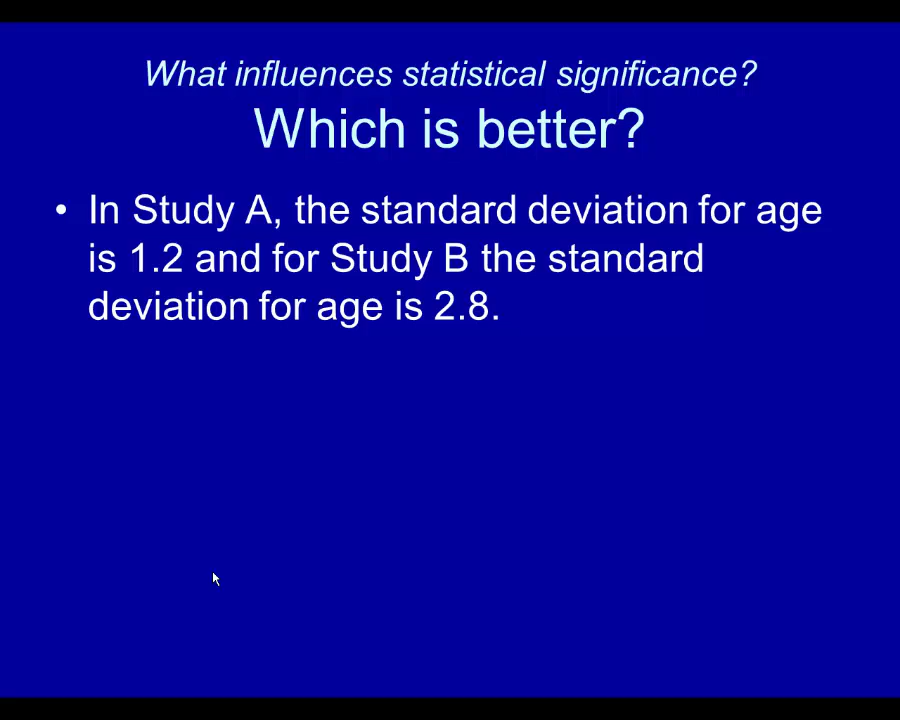 What influences statistical significance?
Which is better?
• In Study A, the standard deviation for age
is 1.2 and for Study B the standard
deviation for age is 2.8.